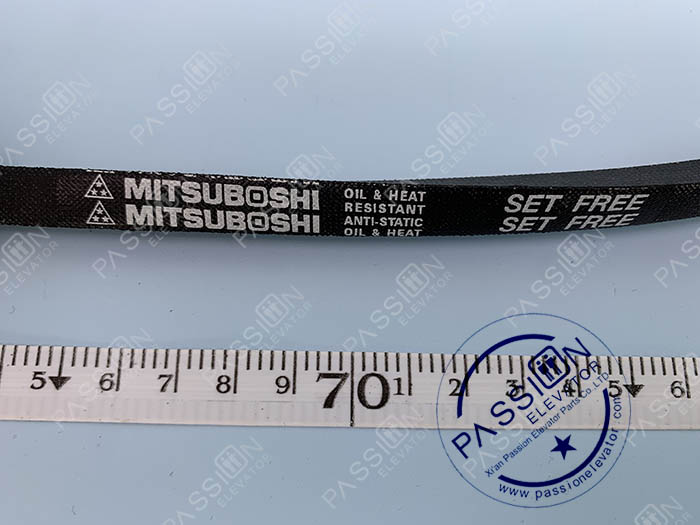 MITSUBOSHI
MITSUBOSHI
OIL & HEAT
RESISTANT
ANTI-STATIC
OIL & HEAT
SET FREE
SET FREE
5 6 7 8 9 70 1 2 3 4 5 6
PASSION
ELEVATOR
Xi'an Passion Elevator Parts Co.,LTD.
www.passionelevator.com